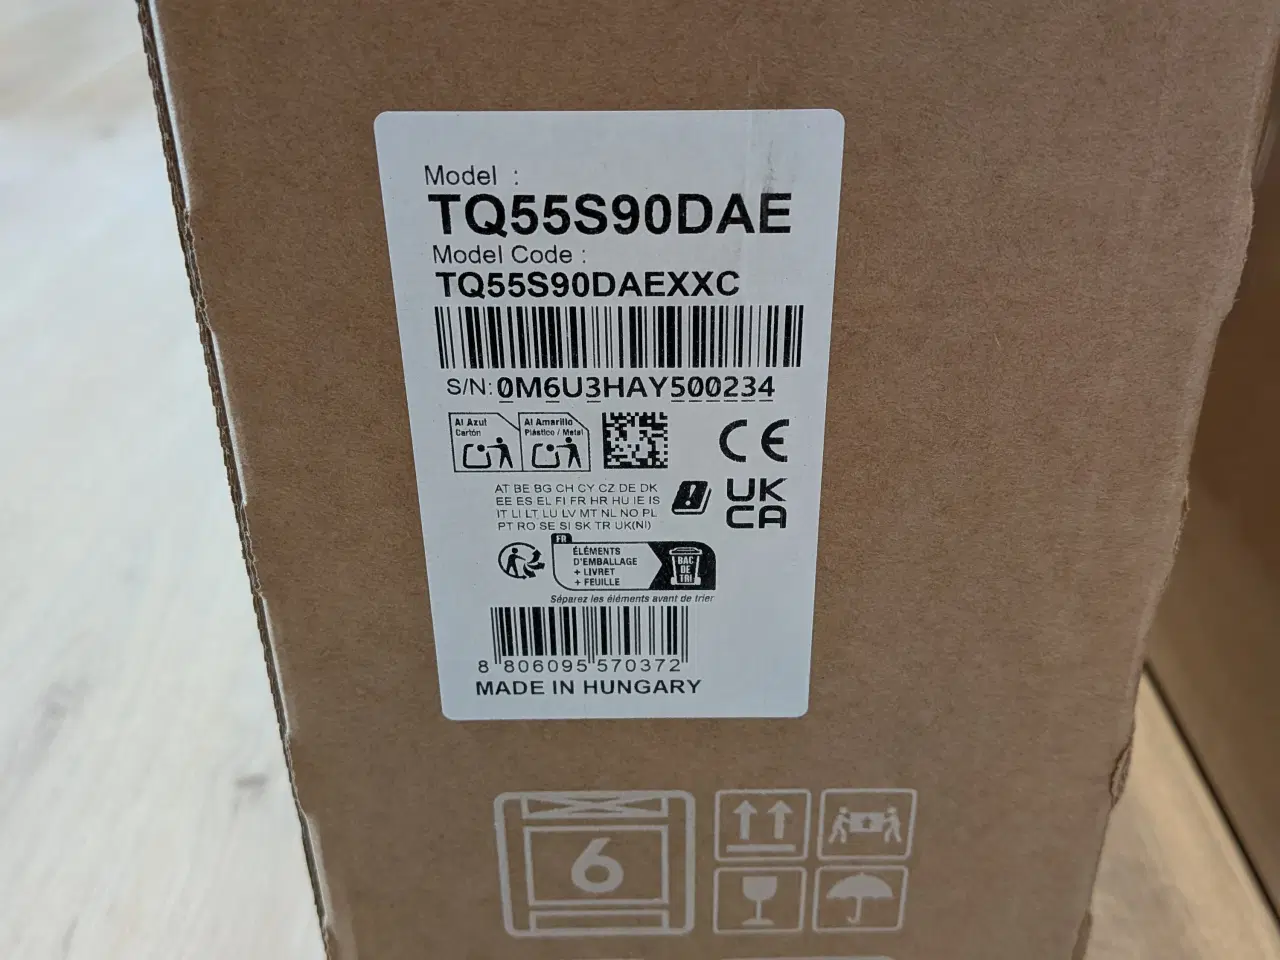 Model :
TQ55S90DAE
Model Code :
TQ55S90DAEXXC
S/N: 0M6U3HAY500234
Al Azul
Cartón
Al Amarillo
Plástico / Metal
CE
AT BE BG CH CY CZ DE DK
EE ES EL FI FR HR HU IE IS
IT LI LT LU LV MT NL NO PL
PT RO SE SI SK TR UK(NI)
!
UK
CA
FR
ÉLÉMENTS
D'EMBALLAGE
+ LIVRET
+ FEUILLE
BAC
DE
TRI
Séparez les éléments avant de trier
8 806095 570372
MADE IN HUNGARY
6